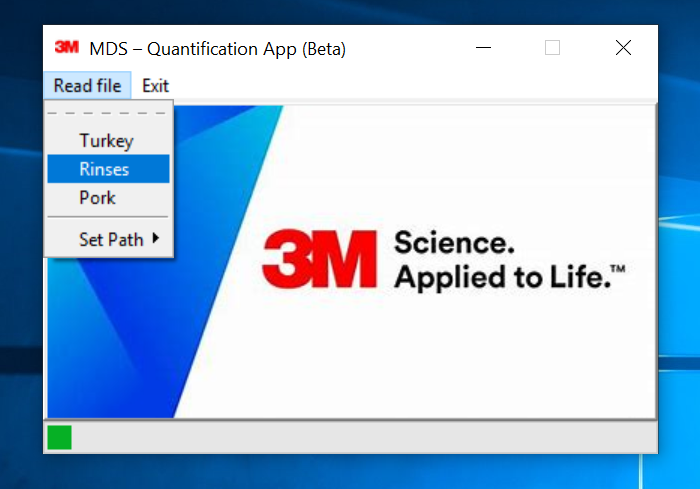 3M MDS – Quantification App (Beta)
Read file Exit
Turkey
Rinses
Pork
Set Path
3M Science.
Applied to Life.™